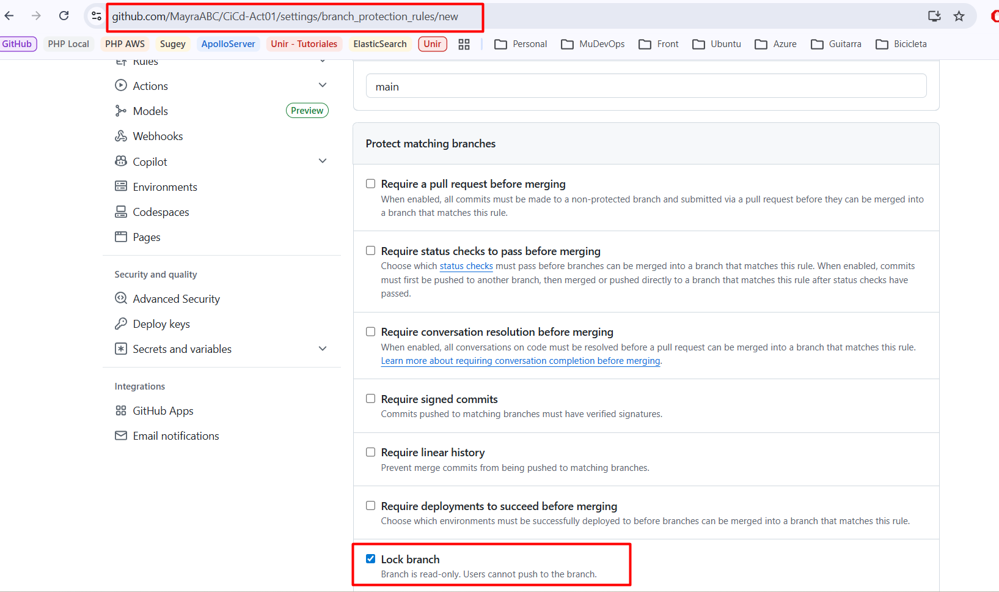 github.com/MayraABC/CiCd-Act01/settings/branch_protection_rules/new
GitHub PHP Local PHP AWS Sugey ApolloServer Unir - Tutoriales ElasticSearch Unir Personal MuDevOps Front Ubuntu Azure Guitarra Bicicleta
Rules
Actions
Models Preview
Webhooks
Copilot
Environments
Codespaces
Pages
Security and quality
Advanced Security
Deploy keys
Secrets and variables
Integrations
GitHub Apps
Email notifications
main
Protect matching branches
Require a pull request before merging
When enabled, all commits must be made to a non-protected branch and submitted via a pull request before they can be merged into
a branch that matches this rule.
Require status checks to pass before merging
Choose which status checks must pass before branches can be merged into a branch that matches this rule. When enabled, commits
must first be pushed to another branch, then merged or pushed directly to a branch that matches this rule after status checks have
passed.
Require conversation resolution before merging
When enabled, all conversations on code must be resolved before a pull request can be merged into a branch that matches this rule.
Learn more about requiring conversation completion before merging.
Require signed commits
Commits pushed to matching branches must have verified signatures.
Require linear history
Prevent merge commits from being pushed to matching branches.
Require deployments to succeed before merging
Choose which environments must be successfully deployed to before branches can be merged into a branch that matches this rule.
Lock branch
Branch is read-only. Users cannot push to the branch.